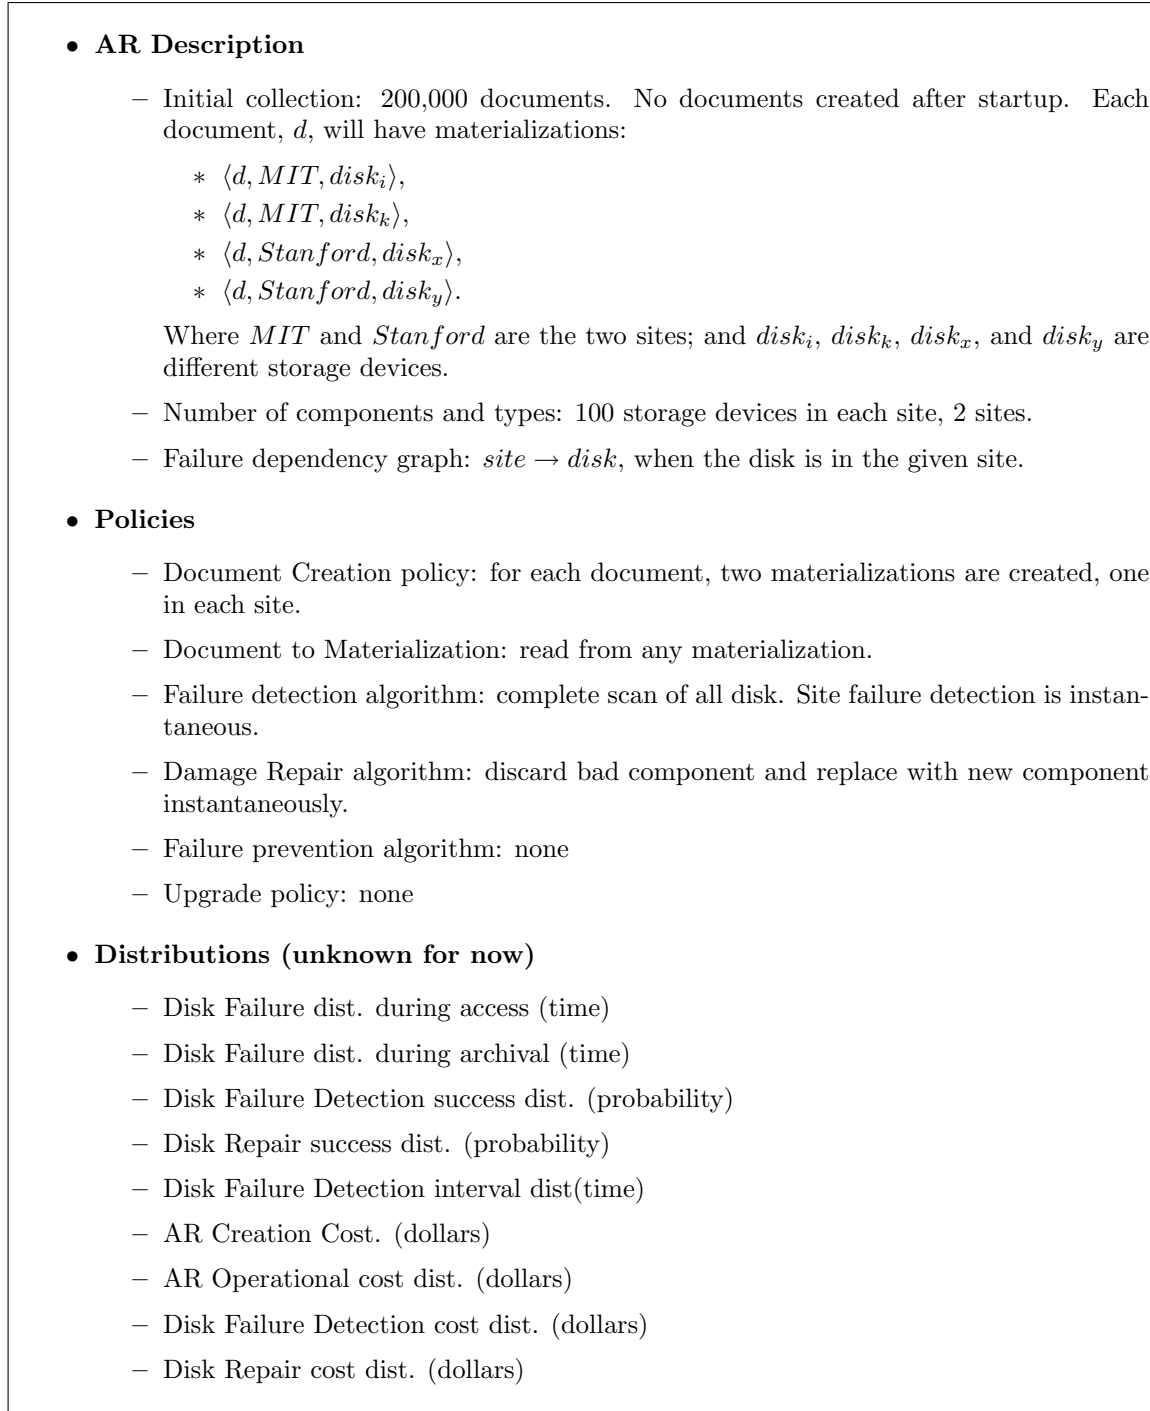 • AR Description
– Initial collection: 200,000 documents. No documents created after startup. Each
document, d, will have materializations:
∗ ⟨d, MIT, disk_i⟩,
∗ ⟨d, MIT, disk_k⟩,
∗ ⟨d, Stanford, disk_x⟩,
∗ ⟨d, Stanford, disk_y⟩.
Where MIT and Stanford are the two sites; and disk_i, disk_k, disk_x, and disk_y are
different storage devices.
– Number of components and types: 100 storage devices in each site, 2 sites.
– Failure dependency graph: site → disk, when the disk is in the given site.
• Policies
– Document Creation policy: for each document, two materializations are created, one
in each site.
– Document to Materialization: read from any materialization.
– Failure detection algorithm: complete scan of all disk. Site failure detection is instan-
taneous.
– Damage Repair algorithm: discard bad component and replace with new component
instantaneously.
– Failure prevention algorithm: none
– Upgrade policy: none
• Distributions (unknown for now)
– Disk Failure dist. during access (time)
– Disk Failure dist. during archival (time)
– Disk Failure Detection success dist. (probability)
– Disk Repair success dist. (probability)
– Disk Failure Detection interval dist(time)
– AR Creation Cost. (dollars)
– AR Operational cost dist. (dollars)
– Disk Failure Detection cost dist. (dollars)
– Disk Repair cost dist. (dollars)